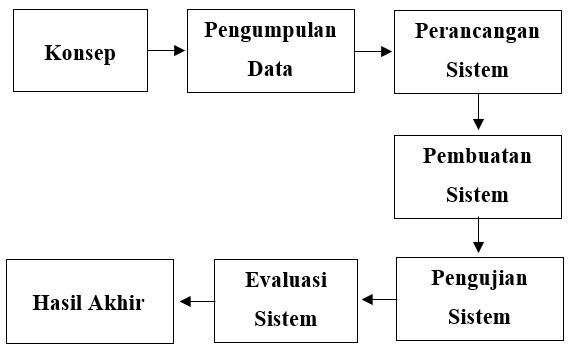 Konsep
Pengumpulan
Data
Perancangan
Sistem
Pembuatan
Sistem
Pengujian
Sistem
Evaluasi
Sistem
Hasil Akhir